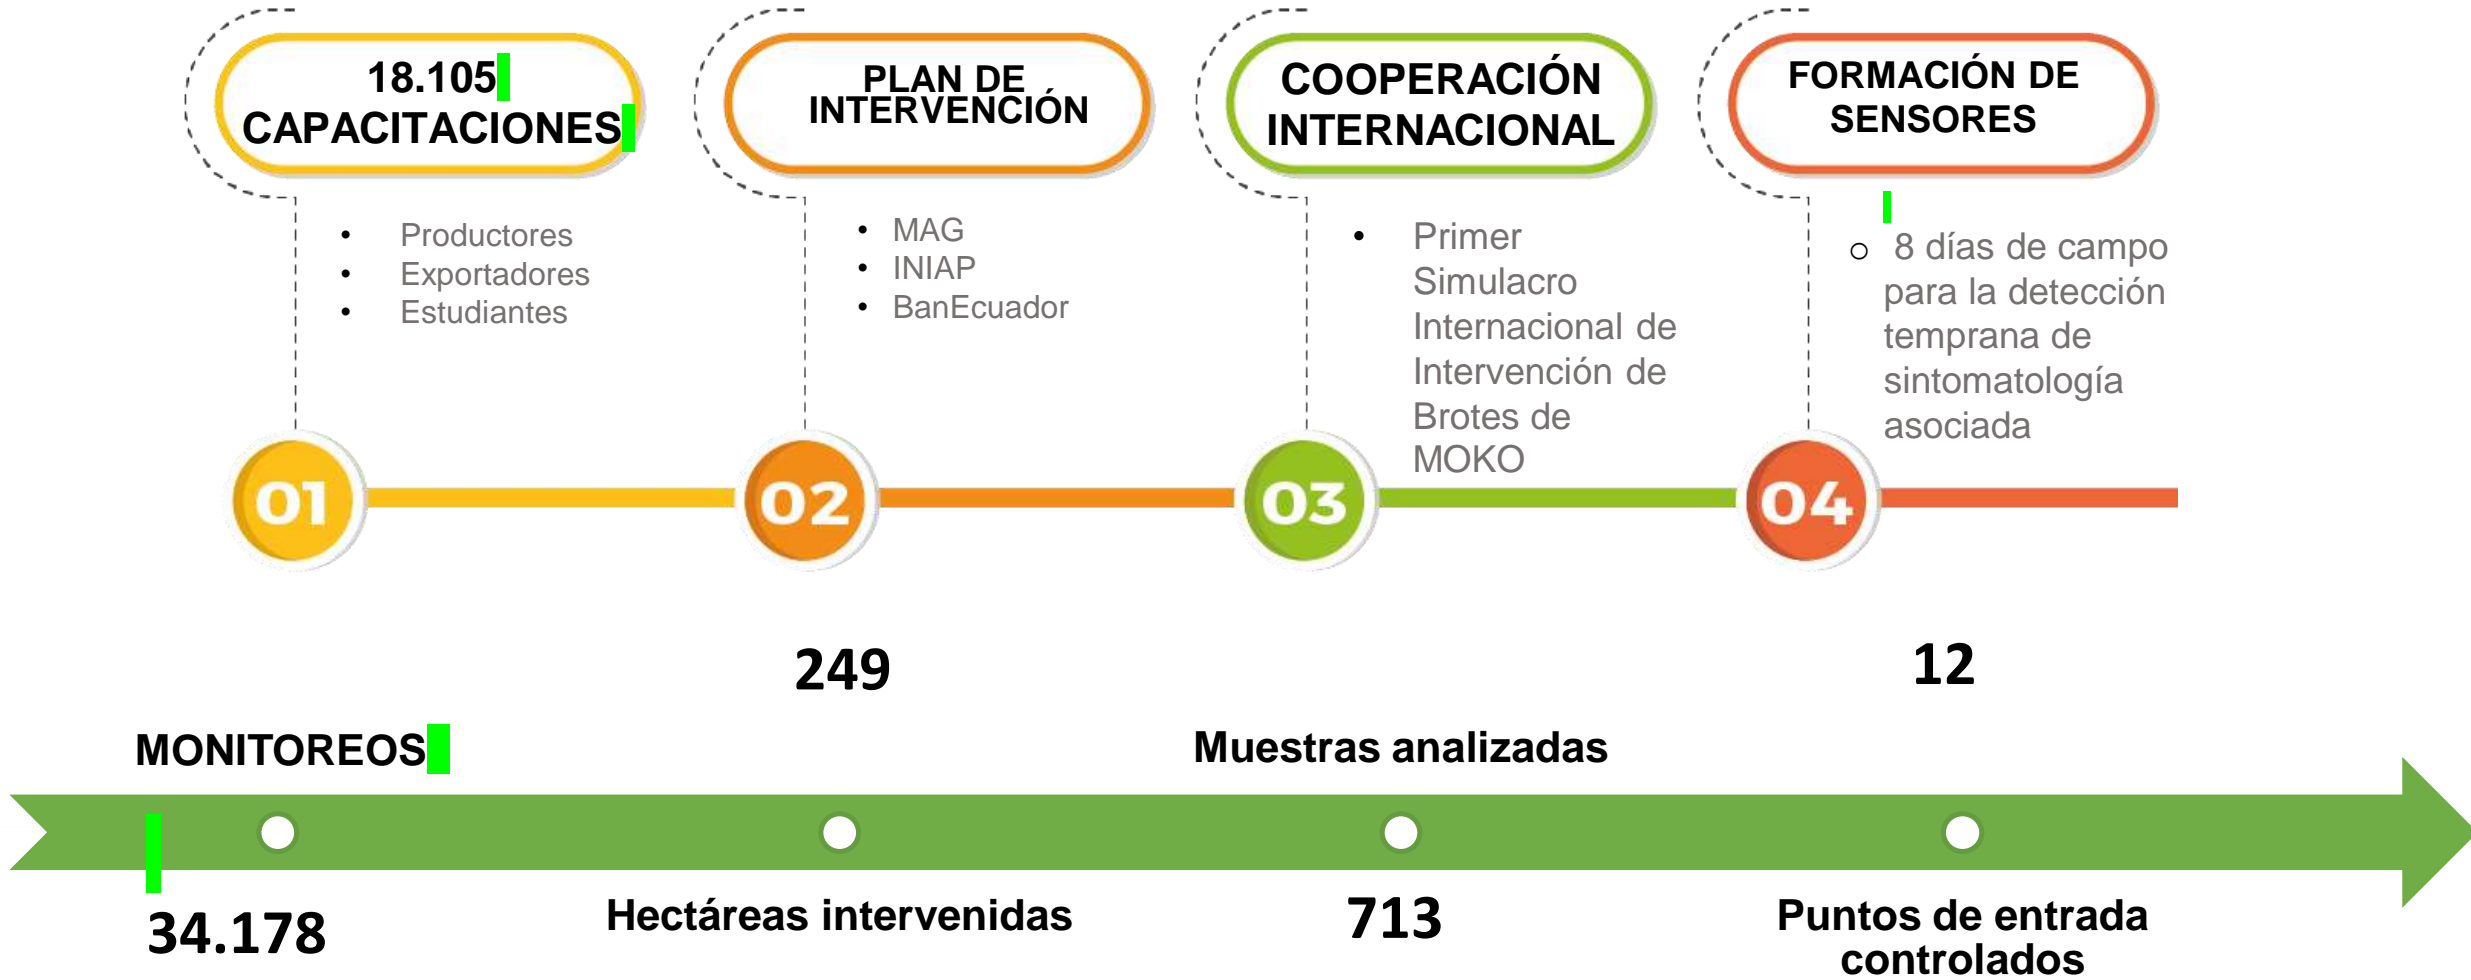 18.105
CAPACITACIONES
• Productores
• Exportadores
• Estudiantes
01
PLAN DE
INTERVENCIÓN
• MAG
• INIAP
• BanEcuador
02
COOPERACIÓN
INTERNACIONAL
• Primer
Simulacro
Internacional de
Intervención de
Brotes de
MOKO
03
FORMACIÓN DE
SENSORES
o 8 días de campo
para la detección
temprana de
sintomatología
asociada
04
MONITOREOS
34.178
249
Hectáreas intervenidas
Muestras analizadas
713
12
Puntos de entrada
controlados